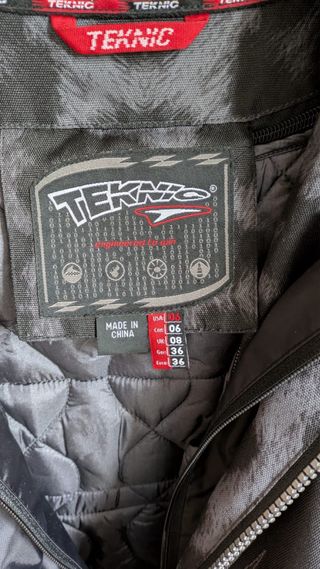 TEKNIC TEKNIC TEKNIC
TEKNIC
TEKNIC®
engineered to win
MADE IN
CHINA
USA: 06
Can: 06
UK: 08
Ger: 36
Euro: 36